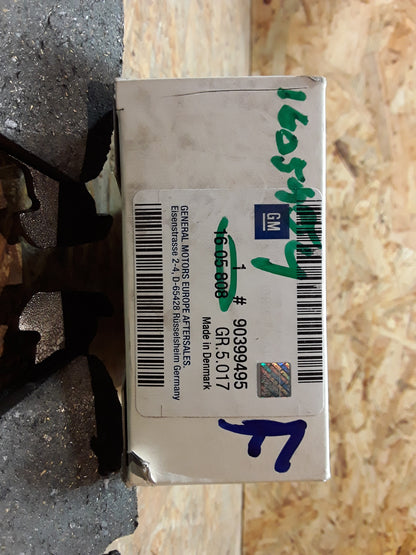 GM
1 # 90399495
16 05 808 GR.5.017
Made in Denmark
GENERAL MOTORS EUROPE AFTERSALES.
Eisenstrasse 2-4, D-65428 Rüsselsheim Germany
F